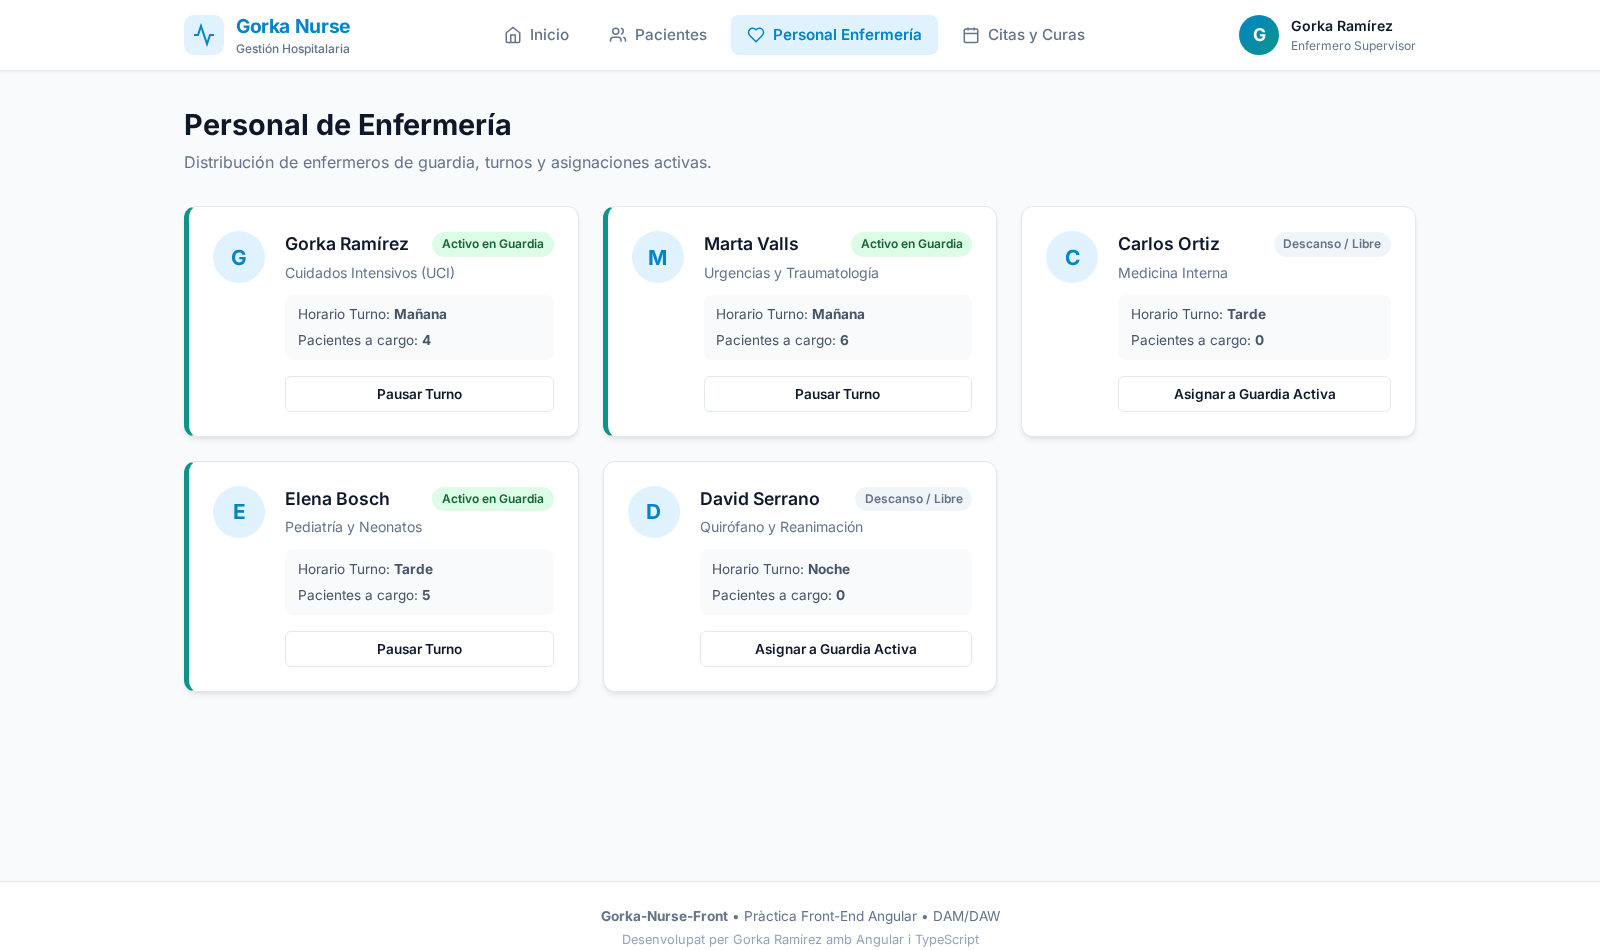 Gorka Nurse
Gestión Hospitalaria
Inicio
Pacientes
Personal Enfermería
Citas y Curas
G
Gorka Ramírez
Enfermero Supervisor
Personal de Enfermería
Distribución de enfermeros de guardia, turnos y asignaciones activas.
G
Gorka Ramírez
Activo en Guardia
Cuidados Intensivos (UCI)
Horario Turno: Mañana
Pacientes a cargo: 4
Pausar Turno
M
Marta Valls
Activo en Guardia
Urgencias y Traumatología
Horario Turno: Mañana
Pacientes a cargo: 6
Pausar Turno
C
Carlos Ortiz
Descanso / Libre
Medicina Interna
Horario Turno: Tarde
Pacientes a cargo: 0
Asignar a Guardia Activa
E
Elena Bosch
Activo en Guardia
Pediatría y Neonatos
Horario Turno: Tarde
Pacientes a cargo: 5
Pausar Turno
D
David Serrano
Descanso / Libre
Quirófano y Reanimación
Horario Turno: Noche
Pacientes a cargo: 0
Asignar a Guardia Activa
Gorka-Nurse-Front • Pràctica Front-End Angular • DAM/DAW
Desenvolupat per Gorka Ramírez amb Angular i TypeScript